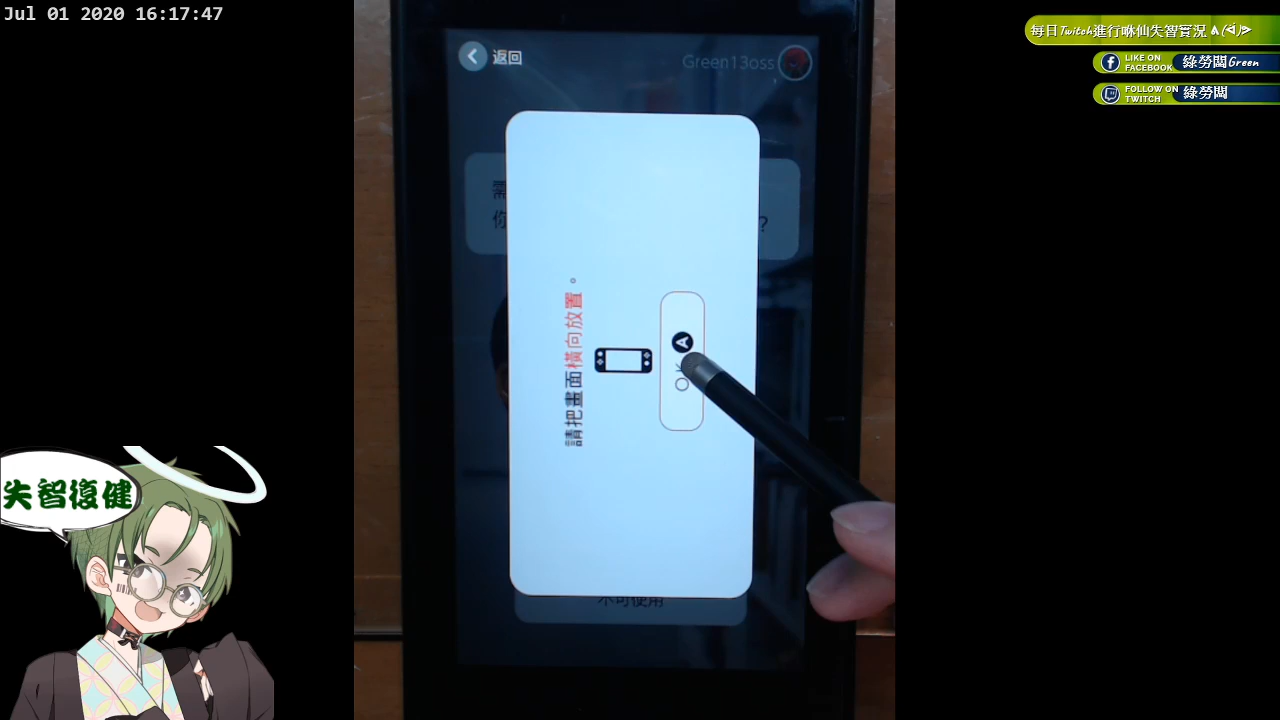 Jul 01 2020 16:17:47
每日Twitch進行咻仙失智實況
LIKE ON
FACEBOOK
綠勞闆Green
FOLLOW ON
TWITCH
綠勞闆
返回
Green13oss
需
你
?
請把畫面橫向放置。
OK A
不可使用
失智復健